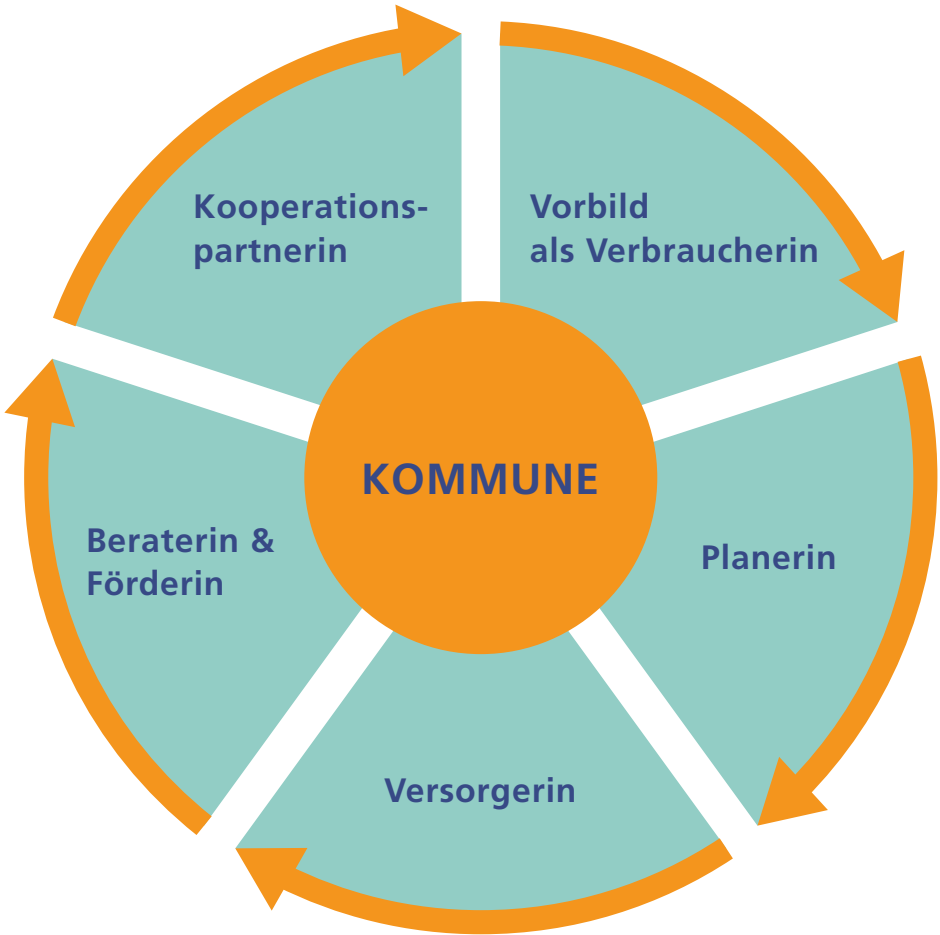 Kooperations-
partnerin
Vorbild
als Verbraucherin
KOMMUNE
Beraterin &
Förderin
Planerin
Versorgerin